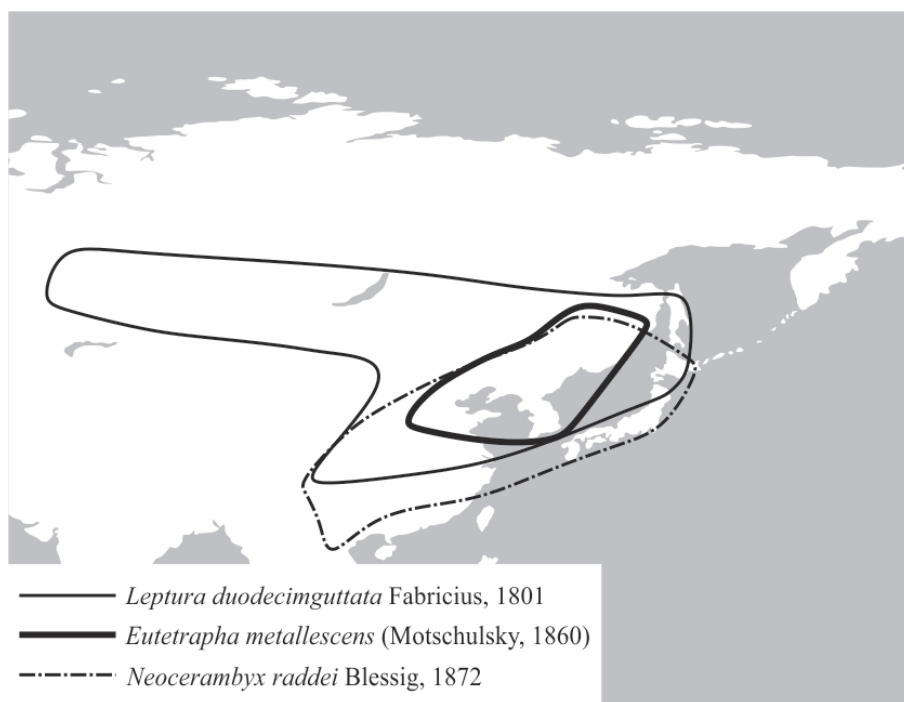 Leptura duodecimguttata Fabricius, 1801
Eutetrapha metallescens (Motschulsky, 1860)
Neocerambyx raddei Blessig, 1872